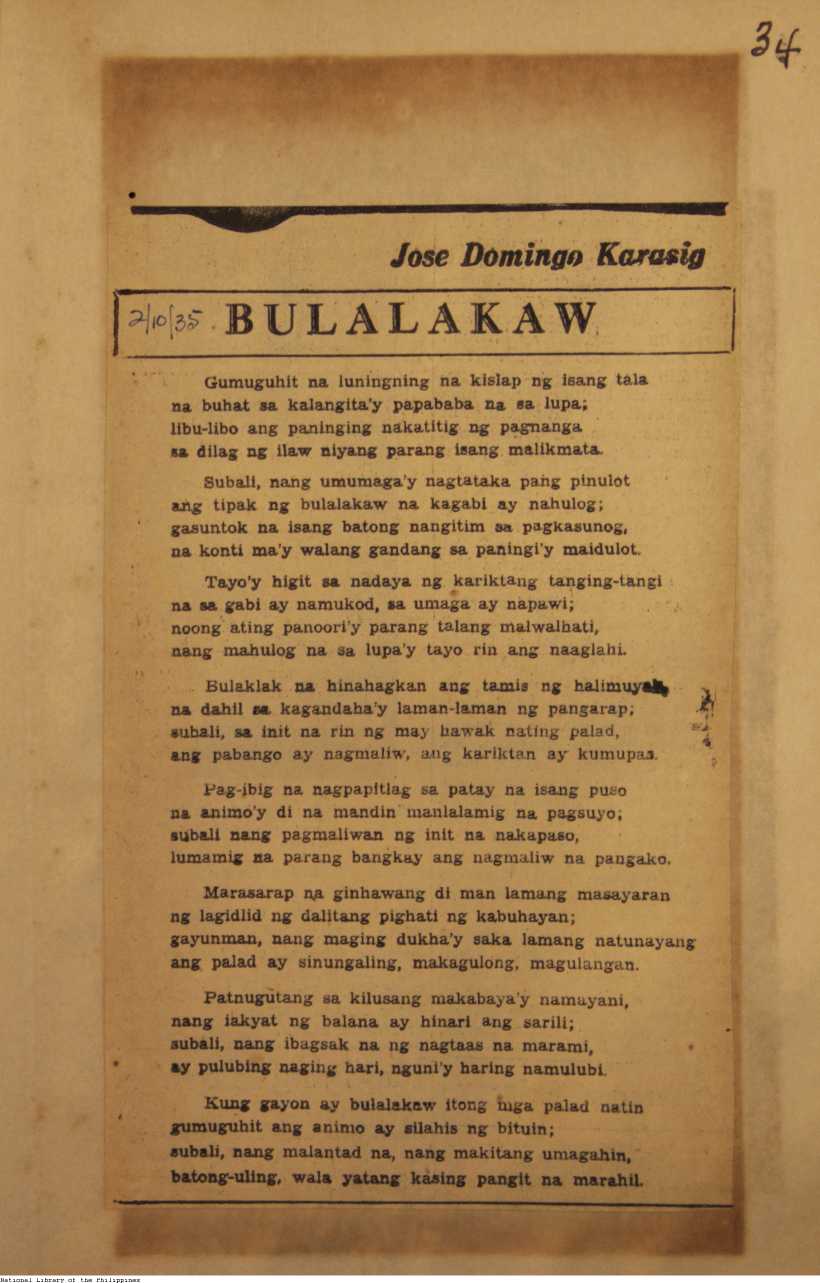 34
Jose Domingo Karasig
2/10/35 BULALAKAW
Gumuguhit na luningning na kislap ng isang tala
na buhat sa kalangita'y papababa na sa lupa;
libu-libo ang paninging nakatitig ng pagnanga
sa dilag ng ilaw niyang parang isang malikmata.
Subali, nang umumaga'y nagtataka pang pinulot
ang tipak ng bulalakaw na kagabi ay nahulog;
gasuntok na isang batong nangitim sa pagkasunog,
na konti ma'y walang gandang sa paningi'y maidulot.
Tayo'y higit sa nadaya ng kariktang tanging-tangi
na sa gabi ay namukod, sa umaga ay napawi;
noong ating panoori'y parang talang malwalhati,
nang mahulog na sa lupa'y tayo rin ang naaglahi.
Bulaklak na hinahagkan ang tamis ng halimuyak,
na dahil sa kagandaha'y laman-laman ng pangarap;
subali, sa init na rin ng may hawak nating palad,
ang pabango ay nagmaliw, ang kariktan ay kumupas.
Pag-ibig na nagpapitlag sa patay na isang puso
na animo'y di na mandin manlalamig na pagsuyo;
subali nang pagmaliwan ng init na nakapaso,
lumamig na parang bangkay ang nagmaliw na pangako.
Marasarap na ginhawang di man lamang masayaran
ng lagidlid ng dalitang pighati ng kabuhayan;
gayunman, nang maging dukha'y saka lamang natunayang
ang palad ay sinungaling, makagulong, magulangan.
Patnugutang sa kilusang makabaya'y namayani,
nang iakyat ng balana ay hinari ang sarili;
subali, nang ibagsak na ng nagtaas na marami,
ay pulubing naging hari, nguni'y haring namulubi.
Kung gayon ay bulalakaw itong mga palad natin
gumuguhit ang animo ay silahis ng bituin;
subali, nang malantad na, nang makitang umagahin,
batong-uling, wala yatang kasing pangit na marahil.
National Library of the Philippines